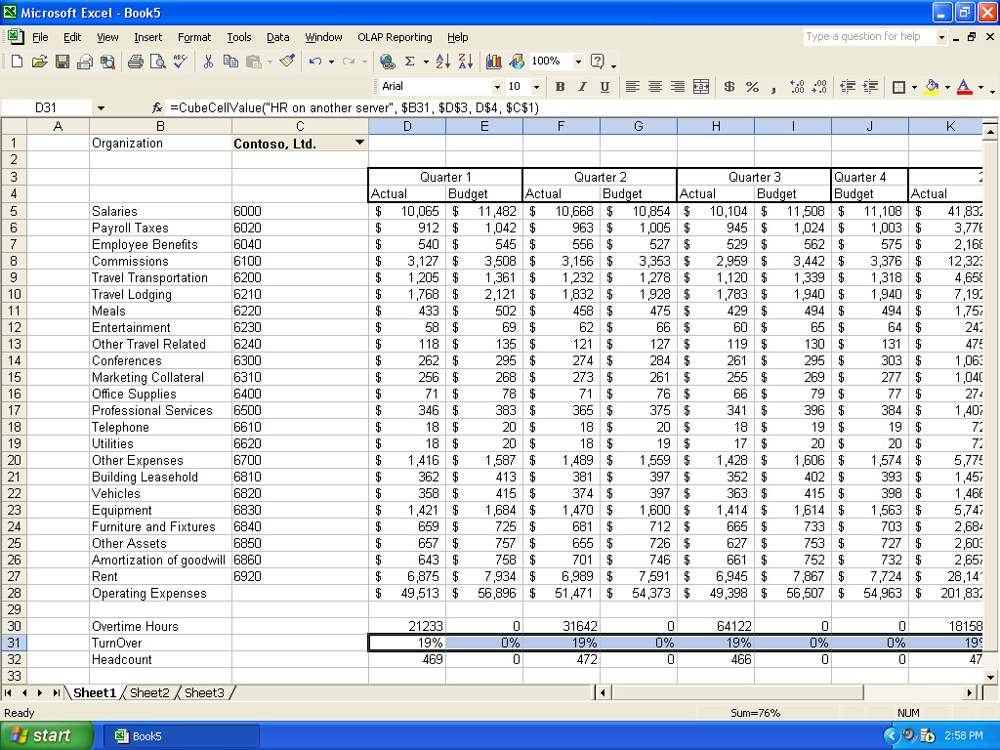 Microsoft Excel - Book5
File Edit View Insert Format Tools Data Window OLAP Reporting Help Type a question for help
100%
Arial 10 B I U $ % ,
D31 fx =CubeCellValue("HR on another server", $B31, $D$3, D$4, $C$1)
A B C D E F G H I J K
1 Organization Contoso, Ltd.
2
3 Quarter 1 Quarter 2 Quarter 3 Quarter 4 2
4 Actual Budget Actual Budget Actual Budget Budget Actual
5 Salaries 6000 $ 10,065 $ 11,482 $ 10,668 $ 10,854 $ 10,104 $ 11,508 $ 11,108 $ 41,832
6 Payroll Taxes 6020 $ 912 $ 1,042 $ 963 $ 1,005 $ 945 $ 1,024 $ 1,003 $ 3,776
7 Employee Benefits 6040 $ 540 $ 545 $ 556 $ 527 $ 529 $ 562 $ 575 $ 2,168
8 Commissions 6100 $ 3,127 $ 3,508 $ 3,156 $ 3,353 $ 2,959 $ 3,442 $ 3,376 $ 12,323
9 Travel Transportation 6200 $ 1,205 $ 1,361 $ 1,232 $ 1,278 $ 1,120 $ 1,339 $ 1,318 $ 4,658
10 Travel Lodging 6210 $ 1,768 $ 2,121 $ 1,832 $ 1,928 $ 1,783 $ 1,940 $ 1,940 $ 7,192
11 Meals 6220 $ 433 $ 502 $ 458 $ 475 $ 429 $ 494 $ 494 $ 1,757
12 Entertainment 6230 $ 58 $ 69 $ 62 $ 66 $ 60 $ 65 $ 64 $ 242
13 Other Travel Related 6240 $ 118 $ 135 $ 121 $ 127 $ 119 $ 130 $ 131 $ 475
14 Conferences 6300 $ 262 $ 295 $ 274 $ 284 $ 261 $ 295 $ 303 $ 1,063
15 Marketing Collateral 6310 $ 256 $ 268 $ 273 $ 261 $ 255 $ 269 $ 277 $ 1,040
16 Office Supplies 6400 $ 71 $ 78 $ 71 $ 76 $ 66 $ 79 $ 77 $ 274
17 Professional Services 6500 $ 346 $ 383 $ 365 $ 375 $ 341 $ 396 $ 384 $ 1,407
18 Telephone 6610 $ 18 $ 20 $ 18 $ 20 $ 18 $ 19 $ 19 $ 72
19 Utilities 6620 $ 18 $ 20 $ 18 $ 19 $ 17 $ 20 $ 20 $ 72
20 Other Expenses 6700 $ 1,416 $ 1,587 $ 1,489 $ 1,559 $ 1,428 $ 1,606 $ 1,574 $ 5,775
21 Building Leasehold 6810 $ 362 $ 413 $ 381 $ 397 $ 352 $ 402 $ 393 $ 1,457
22 Vehicles 6820 $ 358 $ 415 $ 374 $ 397 $ 363 $ 415 $ 398 $ 1,466
23 Equipment 6830 $ 1,421 $ 1,684 $ 1,470 $ 1,600 $ 1,414 $ 1,614 $ 1,563 $ 5,747
24 Furniture and Fixtures 6840 $ 659 $ 725 $ 681 $ 712 $ 665 $ 733 $ 703 $ 2,684
25 Other Assets 6850 $ 657 $ 757 $ 655 $ 726 $ 627 $ 753 $ 727 $ 2,603
26 Amortization of goodwill 6860 $ 643 $ 758 $ 701 $ 746 $ 661 $ 752 $ 732 $ 2,657
27 Rent 6920 $ 6,875 $ 7,934 $ 6,989 $ 7,591 $ 6,945 $ 7,867 $ 7,724 $ 28,141
28 Operating Expenses $ 49,513 $ 56,896 $ 51,471 $ 54,373 $ 49,398 $ 56,507 $ 54,963 $ 201,832
29
30 Overtime Hours 21233 0 31642 0 64122 0 0 18158
31 TurnOver 19% 0% 19% 0% 19% 0% 0% 19%
32 Headcount 469 0 472 0 466 0 0 47
33
Sheet1 Sheet2 Sheet3
Ready Sum=76% NUM
start Book5 2:58 PM